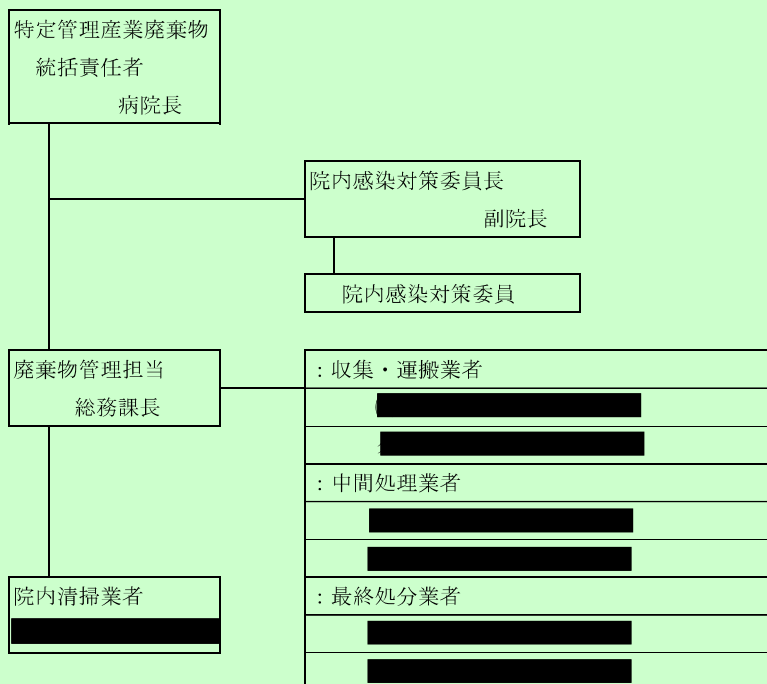 特定管理産業廃棄物
統括責任者
病院長
院内感染対策委員長
副院長
院内感染対策委員
廃棄物管理担当
総務課長
：収集・運搬業者
：中間処理業者
院内清掃業者
：最終処分業者